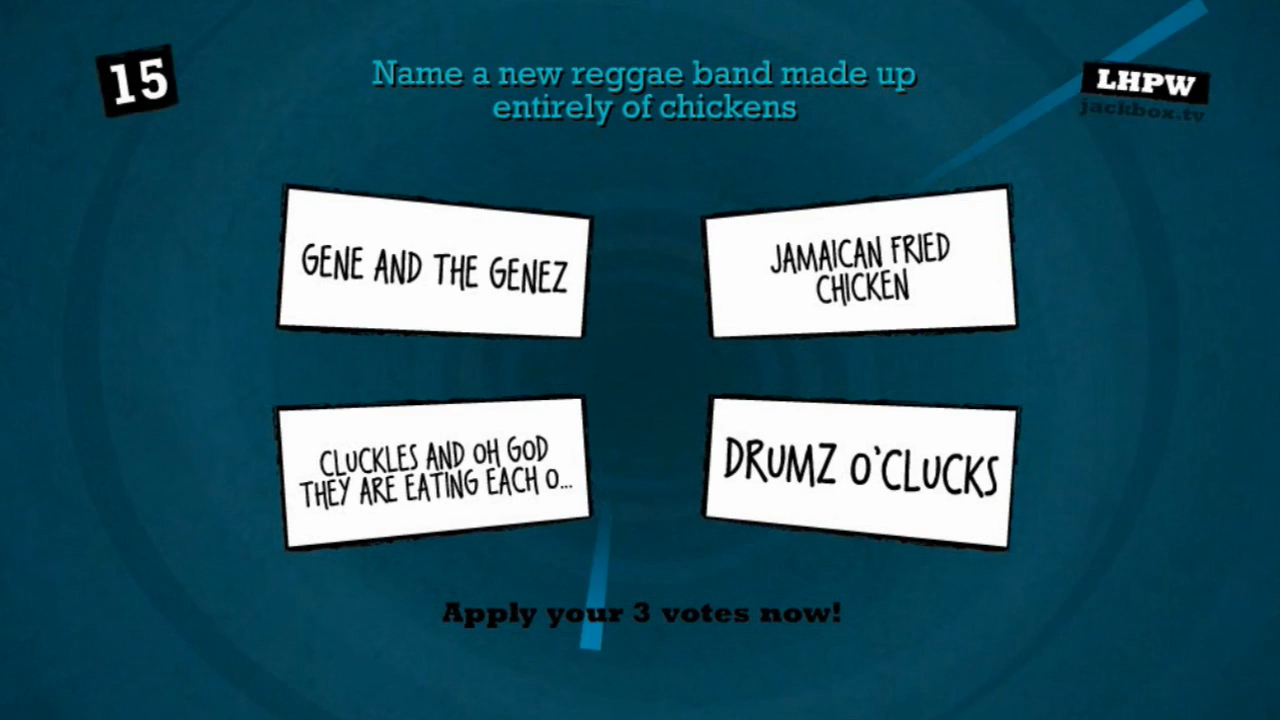 15
Name a new reggae band made up
entirely of chickens
LHPW
jackbox.tv
GENE AND THE GENEZ
JAMAICAN FRIED
CHICKEN
CLUCKLES AND OH GOD
THEY ARE EATING EACH O...
DRUMZ O'CLUCKS
Apply your 3 votes now!